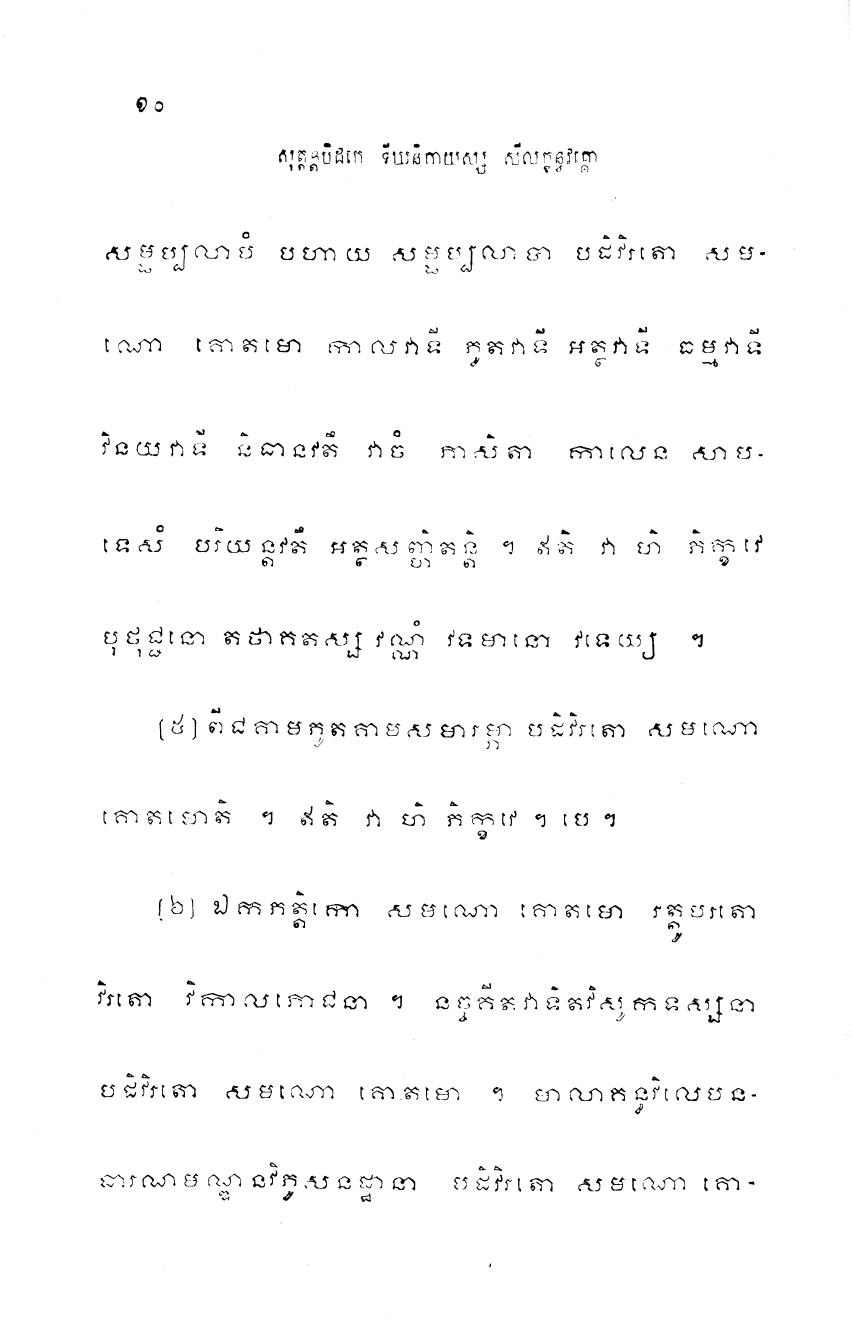 ១០
សុត្តន្តបិដកេ ទីឃនិកាយស្ស សីលក្ខន្ធវគ្គោ
សម្ផប្បលាបំ បហាយ សម្ផប្បលាបា បដិវិរតោ សម-
ណោ គោតមោ កាលវាទី ភូតវាទី អត្ថវាទី ធម្មវាទី
វិនយវាទី និធានវតឹ វាចំ ភាសិតា កាលេន សាប-
ទេសំ បរិយន្តវតឹ អត្ថសញ្ហិតន្តិ ។ ឥតិ វា ហិ ភិក្ខវេ
បុថុជ្ជនោ តថាគតស្ស វណ្ណំ វទមានោ វទេយ្យ ។
[៥] ពីជគាមភូតគាមសមារម្ភា បដិវិរតោ សមណោ
គោតមោតិ ។ ឥតិ វា ហិ ភិក្ខវេ ។ បេ ។
[៦] ឯកភត្តិកោ សមណោ គោតមោ រត្តូបរតោ
វិរតោ វិកាលភោជនា ។ នច្ចគីតវាទិតវិសូកទស្សនា
បដិវិរតោ សមណោ គោតមោ ។ មាលាគន្ធវិលេបន-
ធារណមណ្ឌនវិភូសនដ្ឋានា បដិវិរតោ សមណោ គោ-